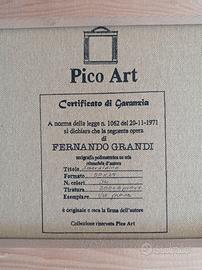 Pico Art
Certificato di Garanzia
A norma della legge n. 1062 del 20-11-1971
si dichiara che la seguente opera
di
FERNANDO GRANDI
serigrafia polimaterica su tela
ritoccata d'autore
Titolo
Formato
N. colori
Tiratura
Esemplare
è originale e reca la firma dell'autore
Collezione riservata Pico Art